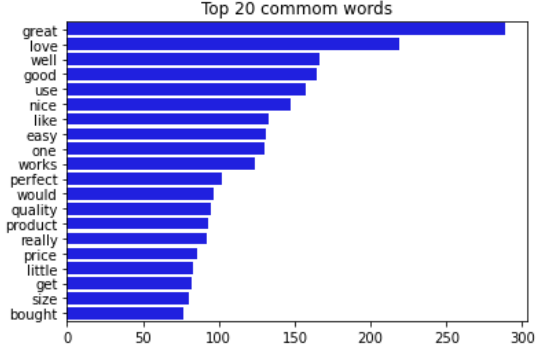 Top 20 commom words
great
love
well
good
use
nice
like
easy
one
works
perfect
would
quality
product
really
price
little
get
size
bought
0 50 100 150 200 250 300